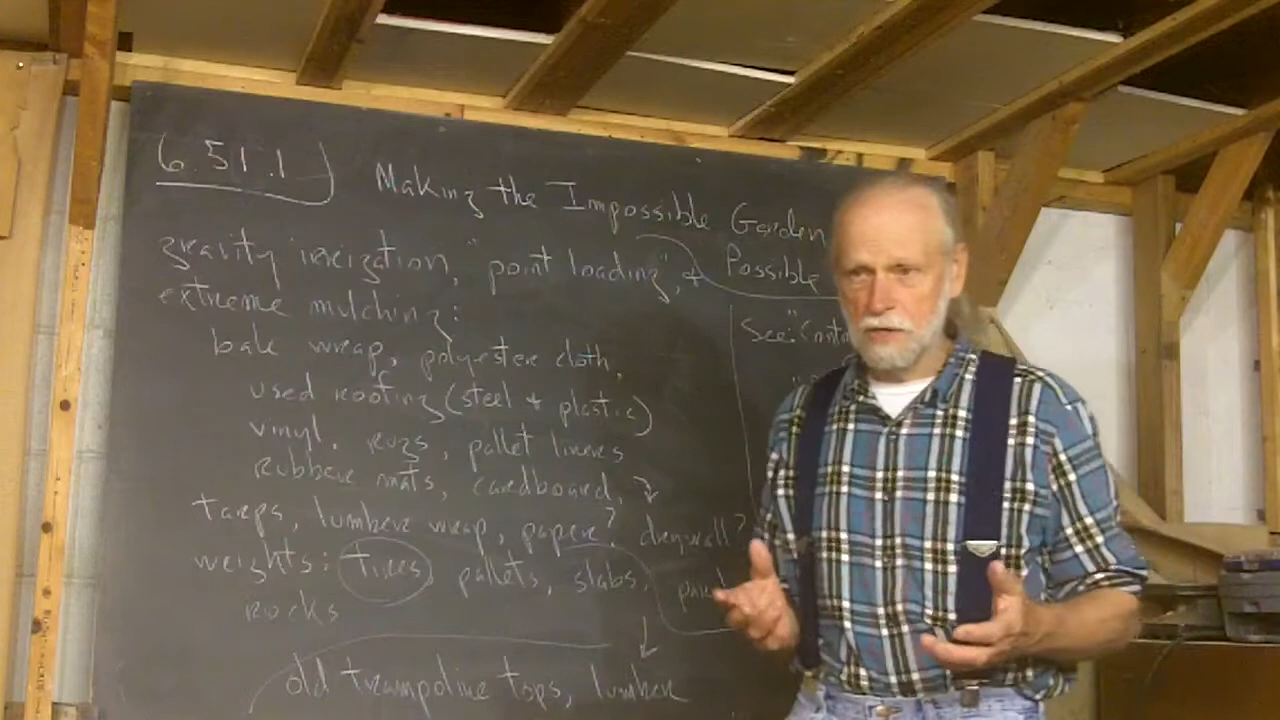 6.51.1) Making the Impossible Garden
Possible
gravity irrigation, "point loading", &
extreme mulching:
bale wrap, polyester cloth,
used roofing (steel & plastic)
vinyl, rugs, pallet liners
rubber mats, cardboard,
tarps, lumber wrap, paper? drywall?
weights: tires, pallets, slabs,
rocks
old trampoline tops, lumber
See: